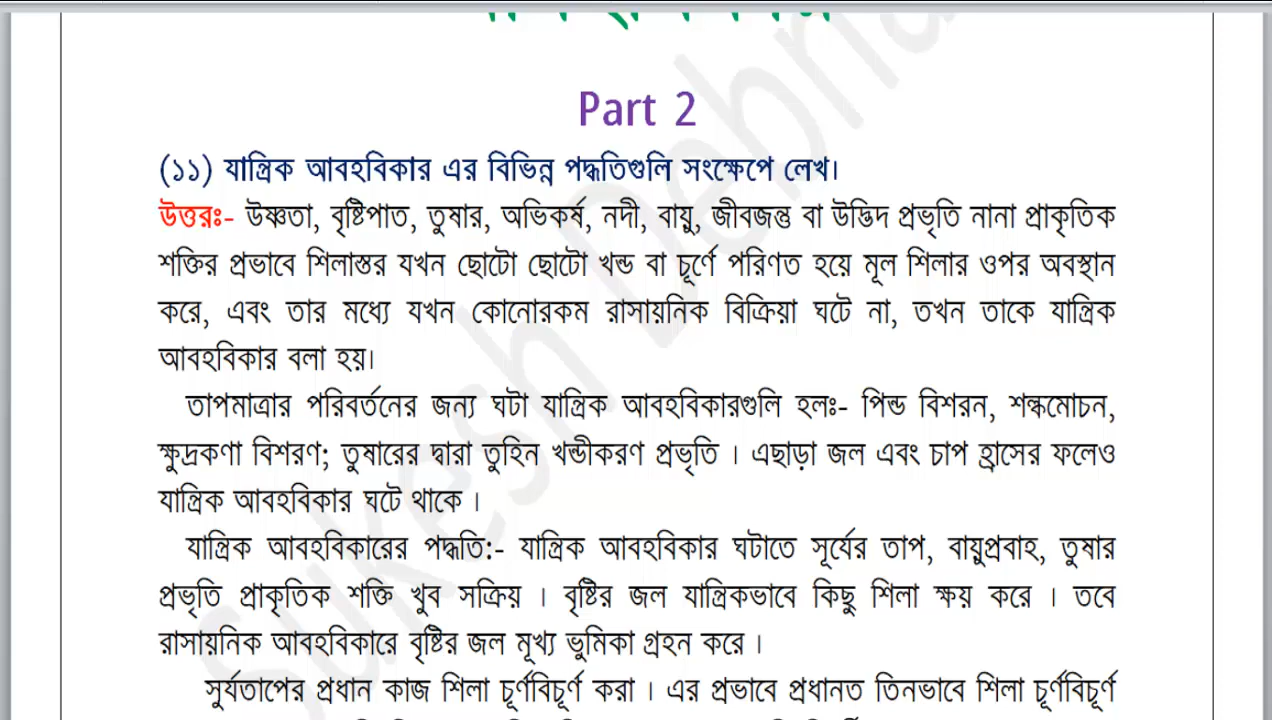 Part 2
(১১) যান্ত্রিক আবহবিকার এর বিভিন্ন পদ্ধতিগুলি সংক্ষেপে লেখ।
উত্তরঃ- উষ্ণতা, বৃষ্টিপাত, তুষার, অভিকর্ষ, নদী, বায়ু, জীবজন্তু বা উদ্ভিদ প্রভৃতি নানা প্রাকৃতিক
শক্তির প্রভাবে শিলাস্তর যখন ছোটো ছোটো খন্ড বা চূর্ণে পরিণত হয়ে মূল শিলার ওপর অবস্থান
করে, এবং তার মধ্যে যখন কোনোরকম রাসায়নিক বিক্রিয়া ঘটে না, তখন তাকে যান্ত্রিক
আবহবিকার বলা হয়।
তাপমাত্রার পরিবর্তনের জন্য ঘটা যান্ত্রিক আবহবিকারগুলি হলঃ- পিন্ড বিশরন, শল্কমোচন,
ক্ষুদ্রকণা বিশরণ; তুষারের দ্বারা তুহিন খন্ডীকরণ প্রভৃতি । এছাড়া জল এবং চাপ হ্রাসের ফলেও
যান্ত্রিক আবহবিকার ঘটে থাকে ।
যান্ত্রিক আবহবিকারের পদ্ধতি:- যান্ত্রিক আবহবিকার ঘটাতে সূর্যের তাপ, বায়ুপ্রবাহ, তুষার
প্রভৃতি প্রাকৃতিক শক্তি খুব সক্রিয় । বৃষ্টির জল যান্ত্রিকভাবে কিছু শিলা ক্ষয় করে । তবে
রাসায়নিক আবহবিকারে বৃষ্টির জল মূখ্য ভুমিকা গ্রহন করে ।
সুর্যতাপের প্রধান কাজ শিলা চূর্ণবিচূর্ণ করা । এর প্রভাবে প্রধানত তিনভাবে শিলা চূর্ণবিচূর্ণ
Sukesh Debna